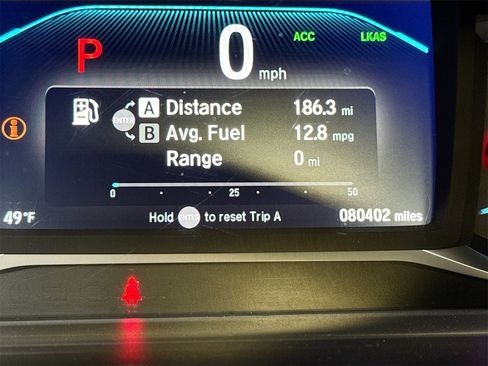 ACC LKAS
P 0 mph
A Distance 186.3 mi
ENTER
B Avg. Fuel 12.8 mpg
Range 0 mi
0 25 50
49°F Hold ENTER to reset Trip A 080402 miles